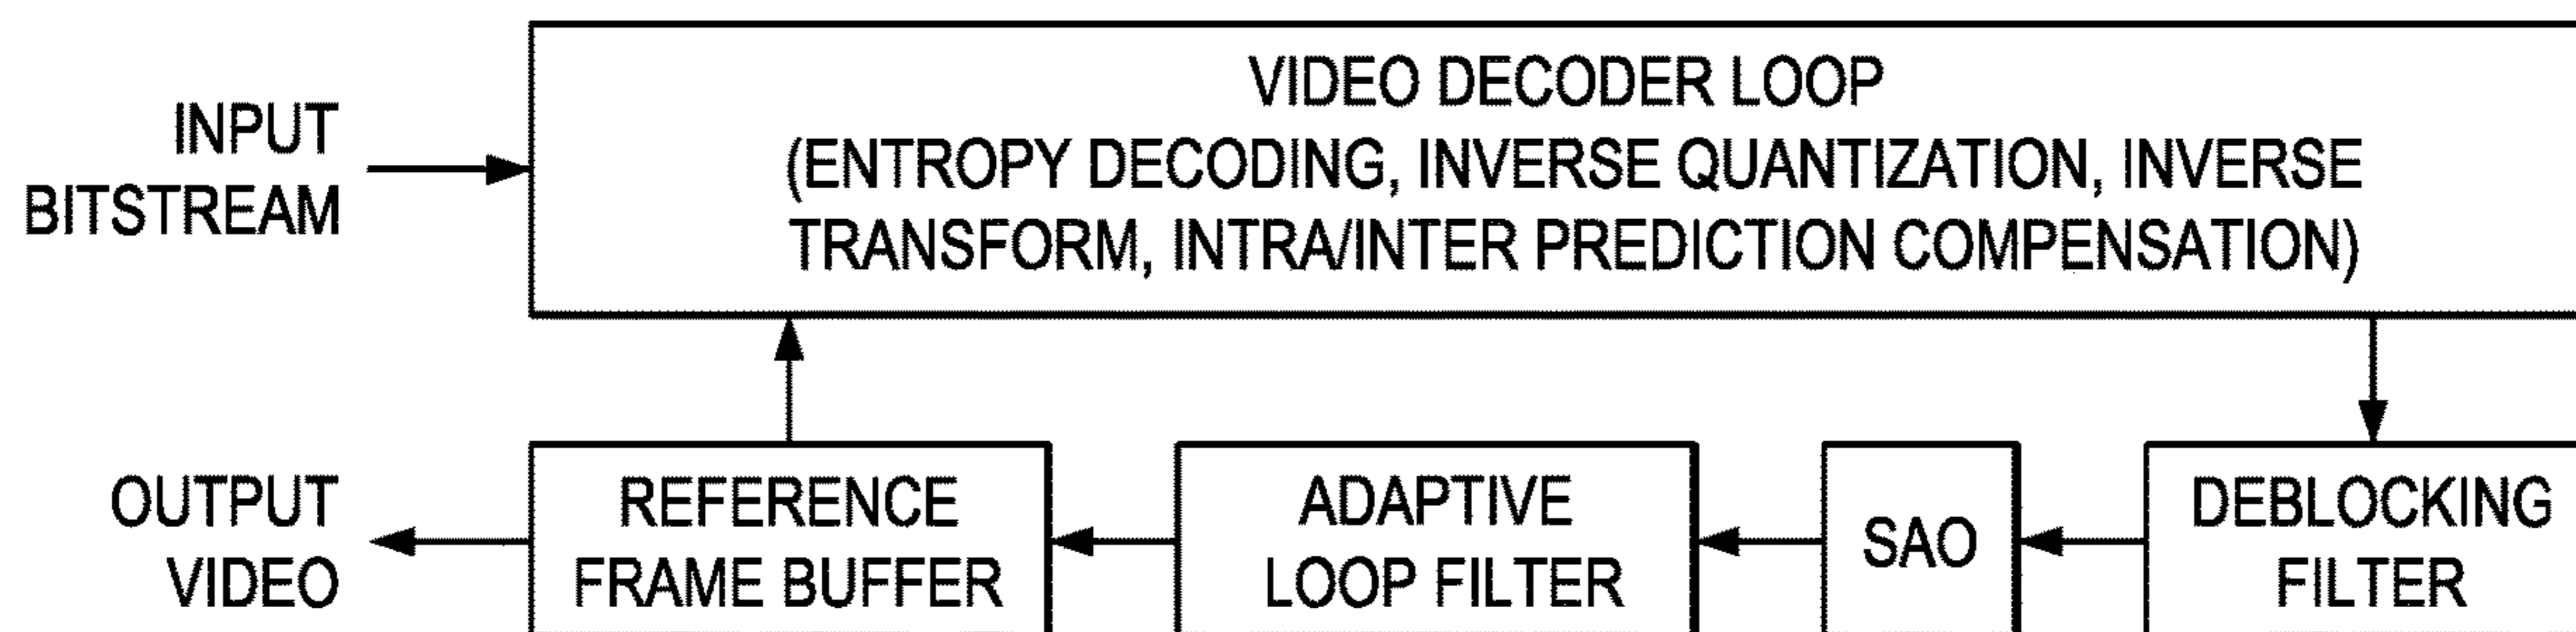 VIDEO DECODER LOOP
(ENTROPY DECODING, INVERSE QUANTIZATION, INVERSE
TRANSFORM, INTRA/INTER PREDICTION COMPENSATION)
INPUT
BITSTREAM
OUTPUT
VIDEO
REFERENCE
FRAME BUFFER
ADAPTIVE
LOOP FILTER
SAO
DEBLOCKING
FILTER